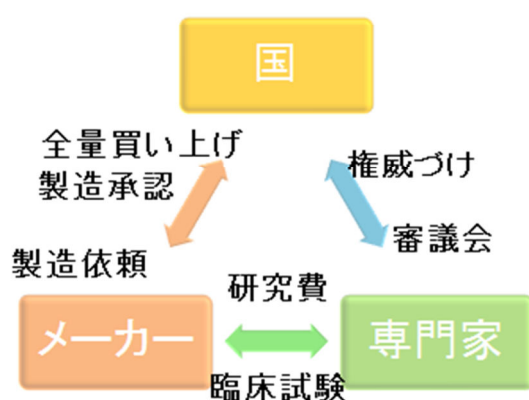 国
全量買い上げ
製造承認
権威づけ
審議会
製造依頼
研究費
メーカー
専門家
臨床試験